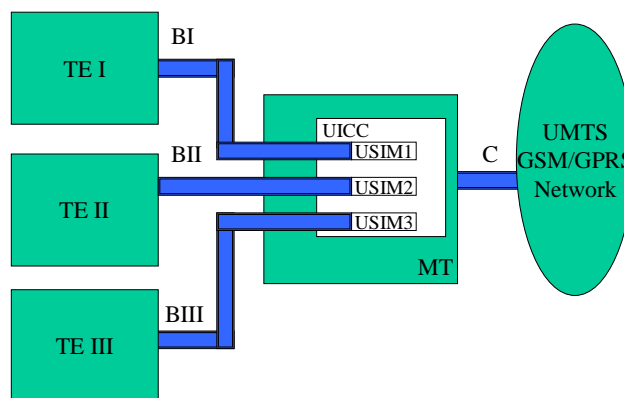 BI
TE I
UICC
USIM1
C
UMTS
GSM/GPRS
Network
BII
USIM2
TE II
USIM3
MT
BIII
TE III